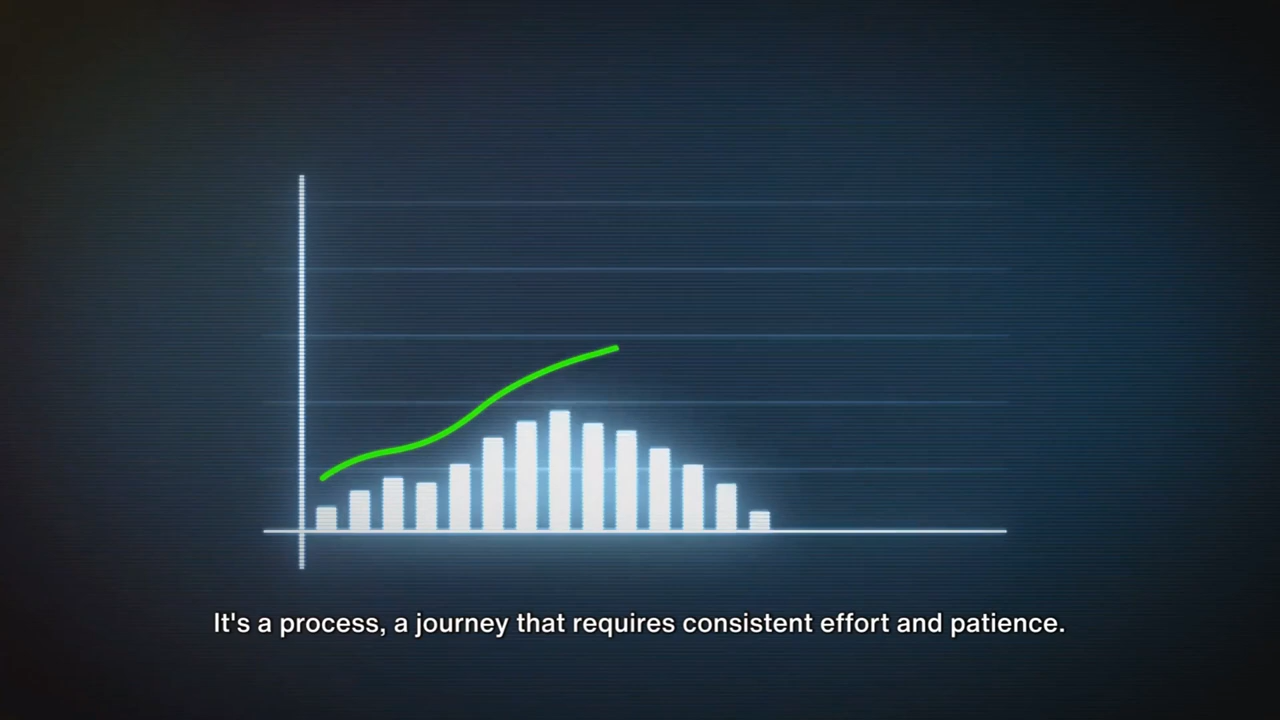 It's a process, a journey that requires consistent effort and patience.